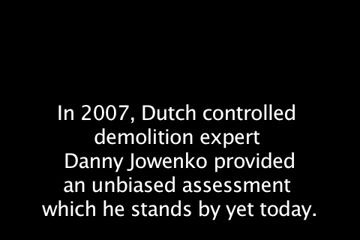 In 2007, Dutch controlled
demolition expert
Danny Jowenko provided
an unbiased assessment
which he stands by yet today.